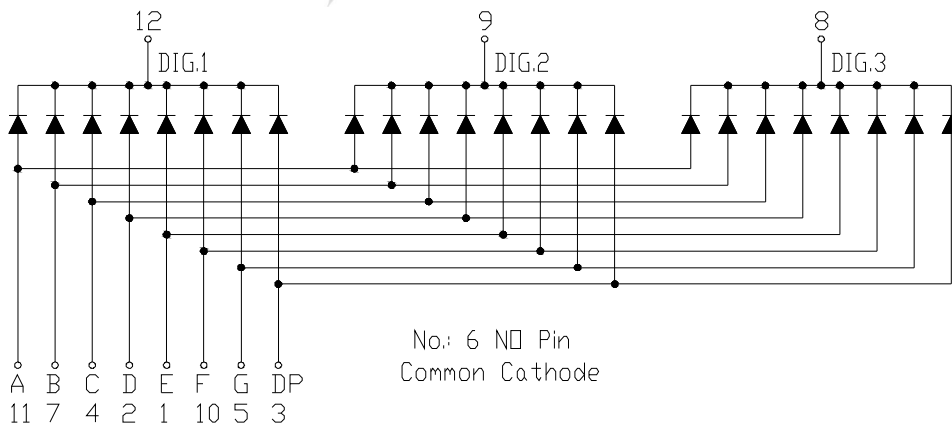 12 9 8
DIG.1 DIG.2 DIG.3
No.: 6 NO Pin
Common Cathode
A B C D E F G DP
11 7 4 2 1 10 5 3